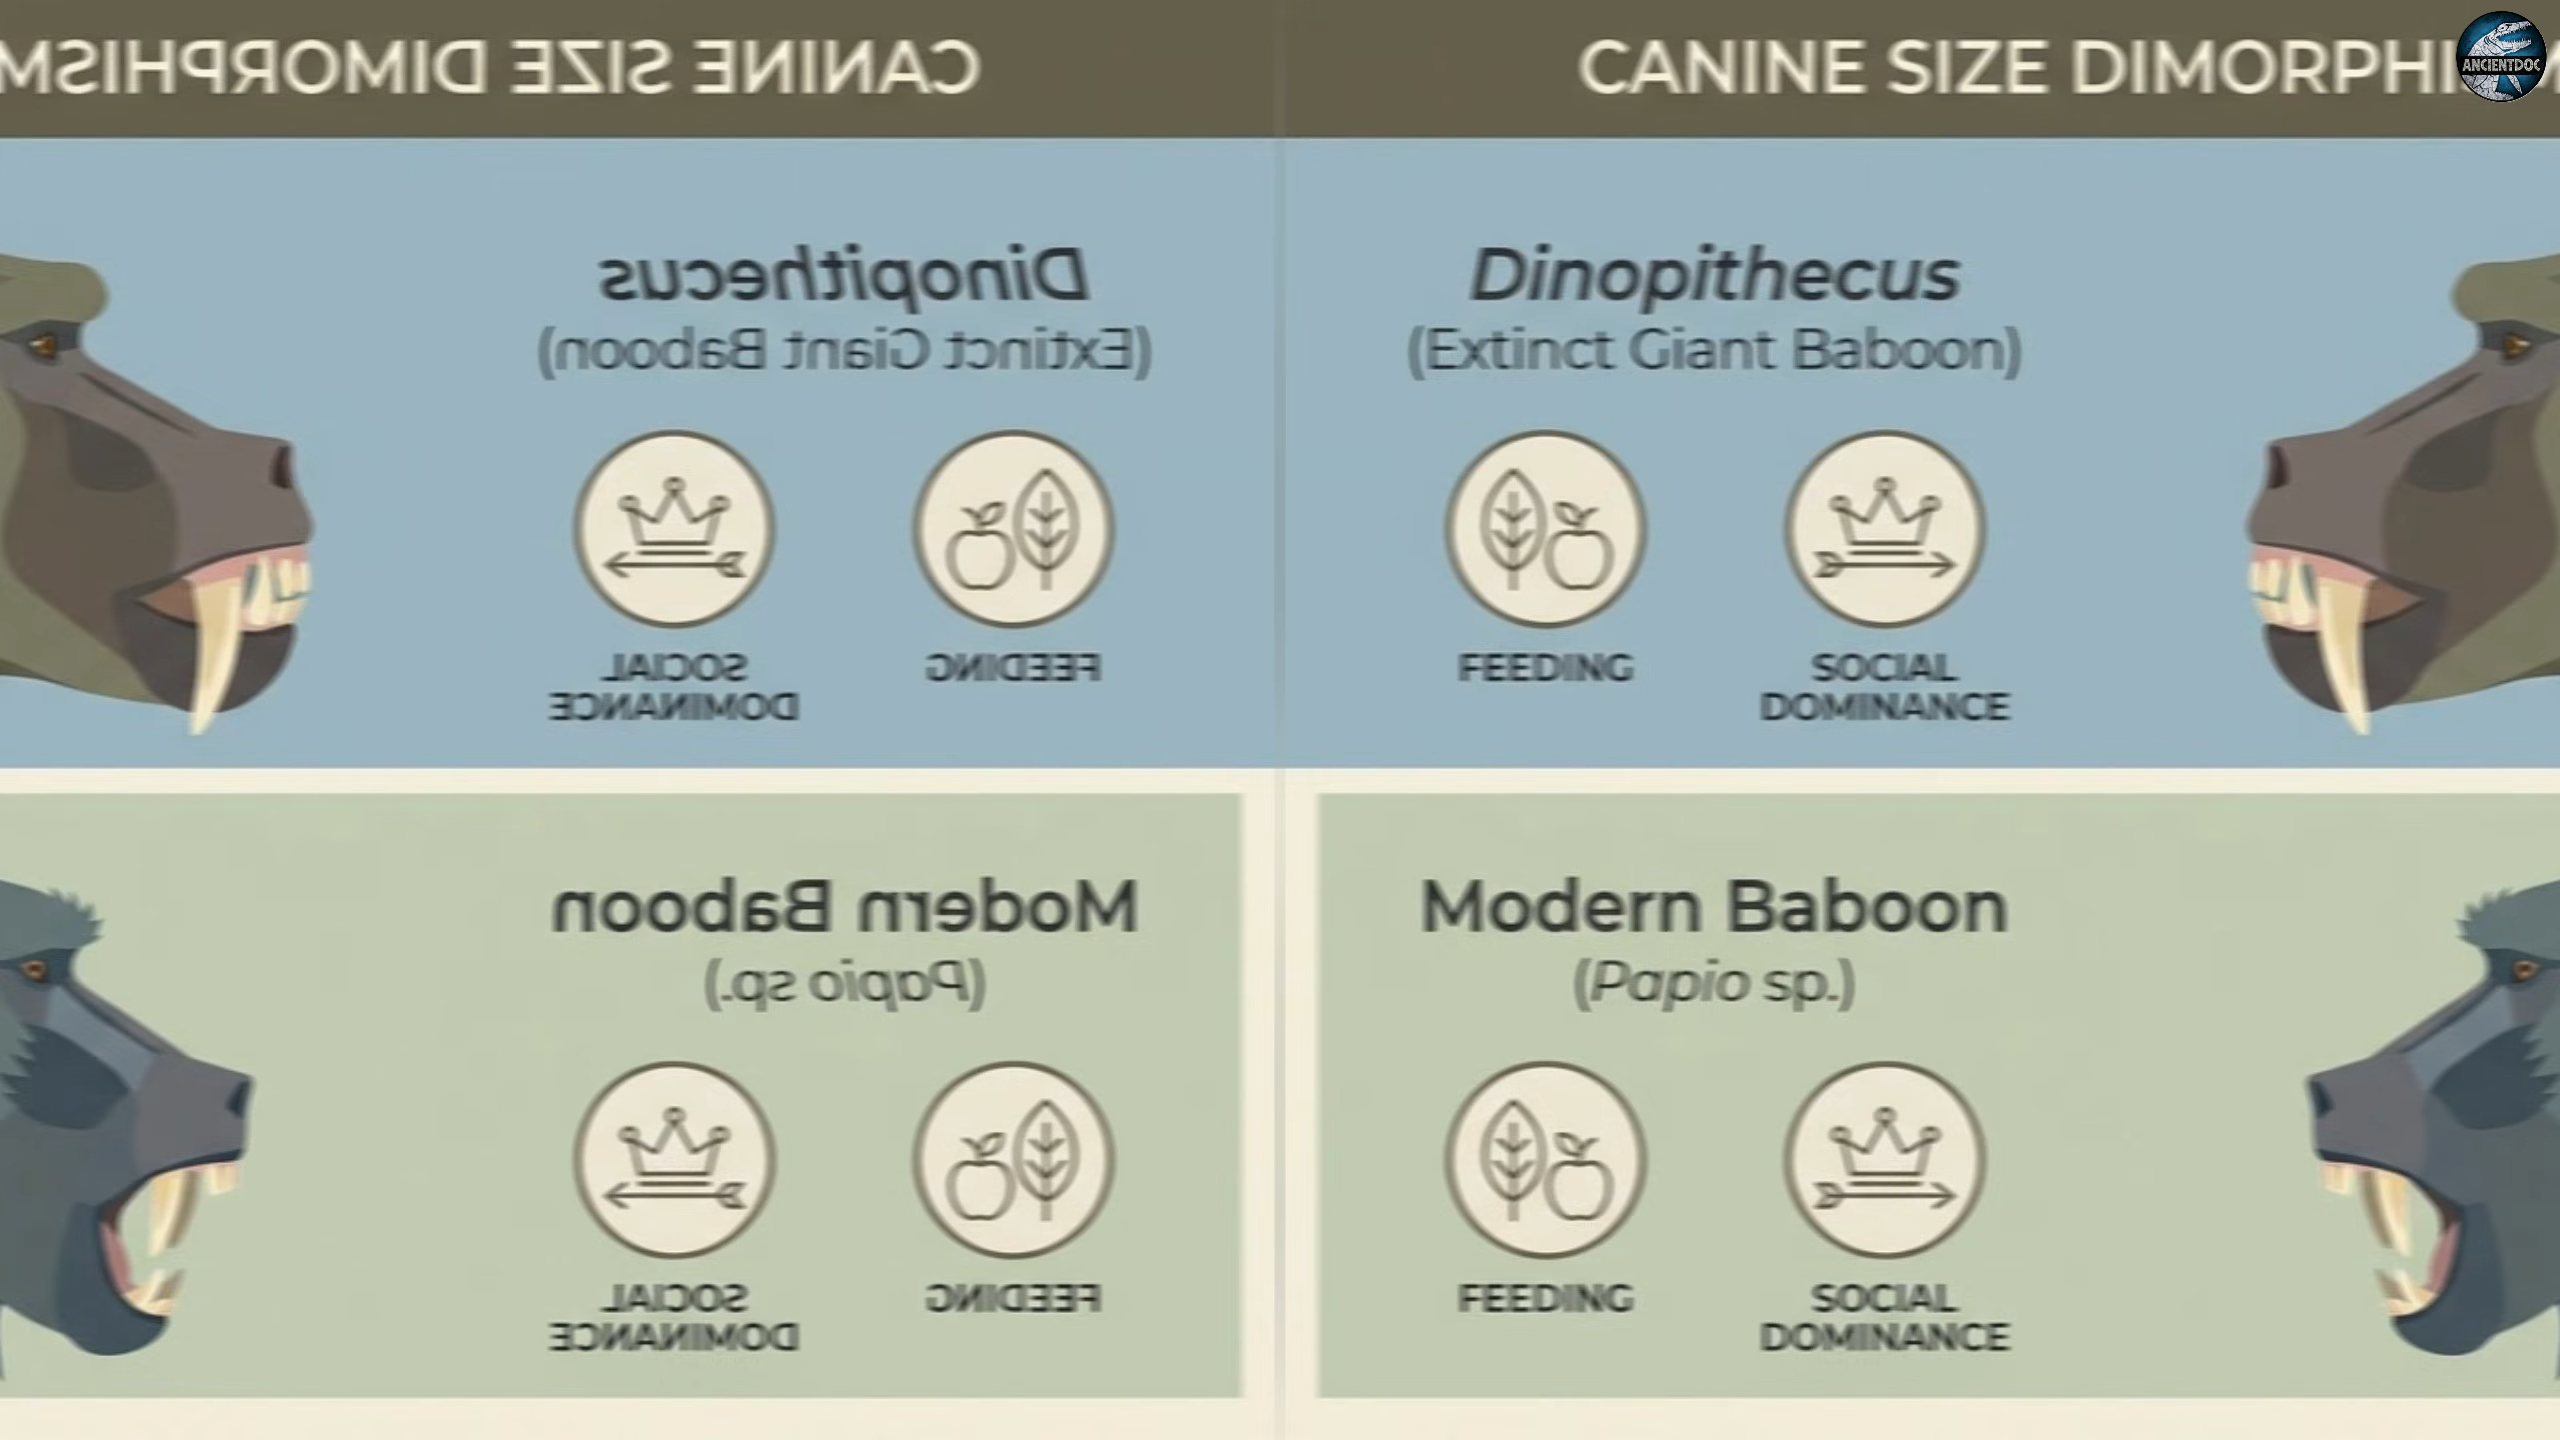 CANINE SIZE DIMORPHISM
CANINE SIZE DIMORPHI
ANCIENTDOC
Dinopithecus
(Extinct Giant Baboon)
SOCIAL
DOMINANCE
FEEDING
Dinopithecus
(Extinct Giant Baboon)
FEEDING
SOCIAL
DOMINANCE
Modern Baboon
(Papio sp.)
SOCIAL
DOMINANCE
FEEDING
Modern Baboon
(Papio sp.)
FEEDING
SOCIAL
DOMINANCE